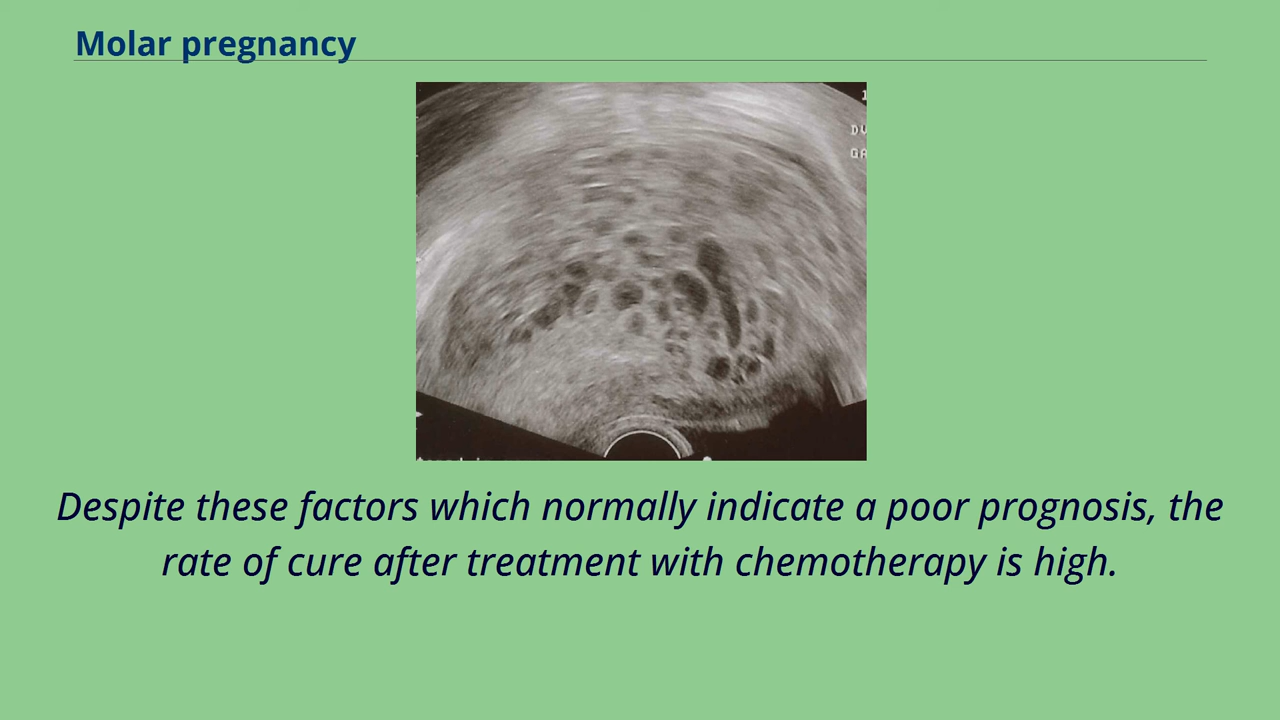 Molar pregnancy
Despite these factors which normally indicate a poor prognosis, the
rate of cure after treatment with chemotherapy is high.